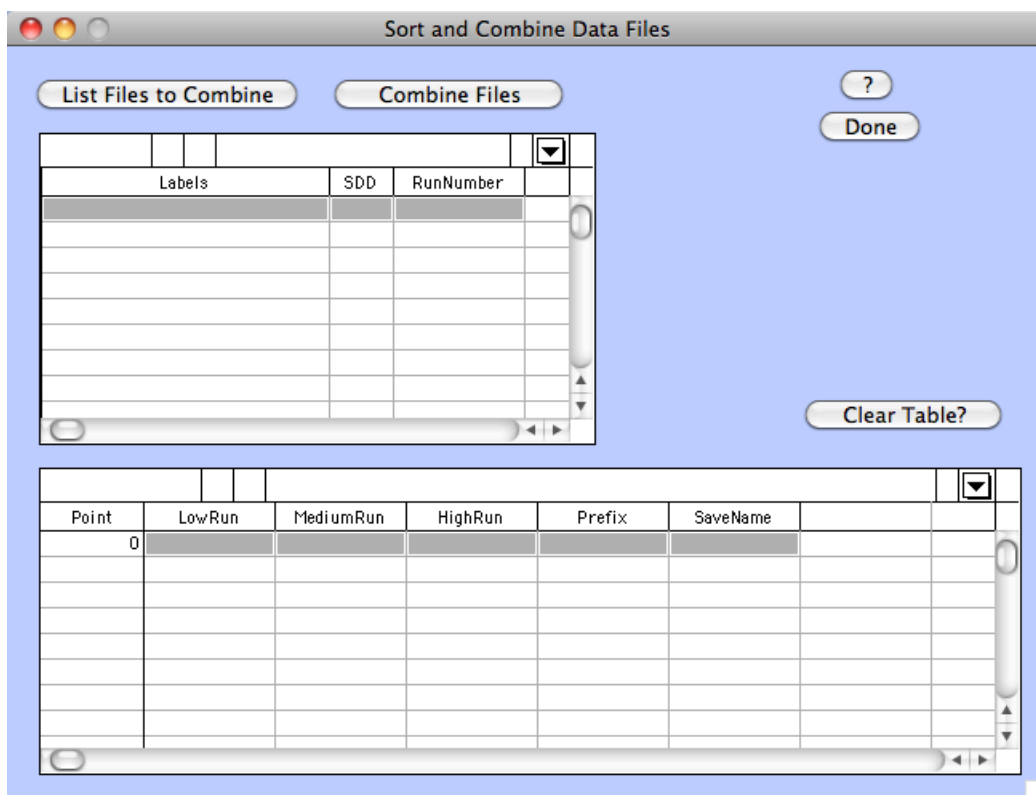 Sort and Combine Data Files
List Files to Combine
Combine Files
?
Done
Labels SDD RunNumber
Clear Table?
Point LowRun MediumRun HighRun Prefix SaveName
0